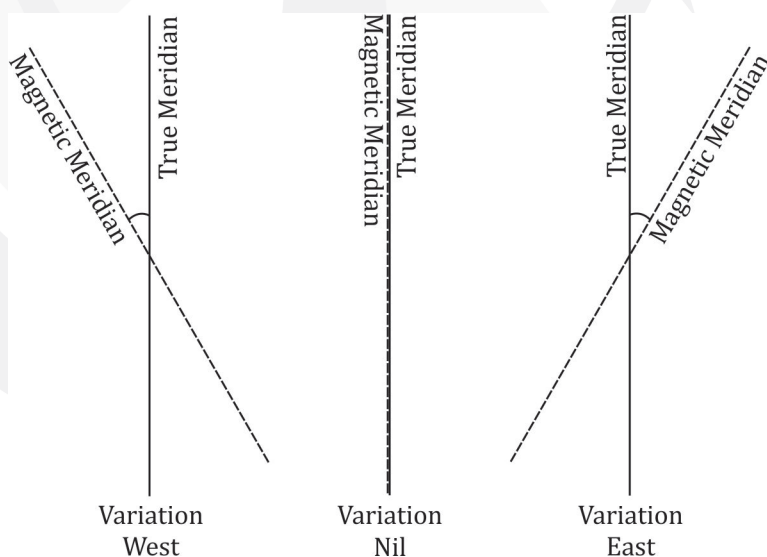 Magnetic Meridian
True Meridian
Variation
West
Magnetic Meridian
True Meridian
Variation
Nil
True Meridian
Magnetic Meridian
Variation
East